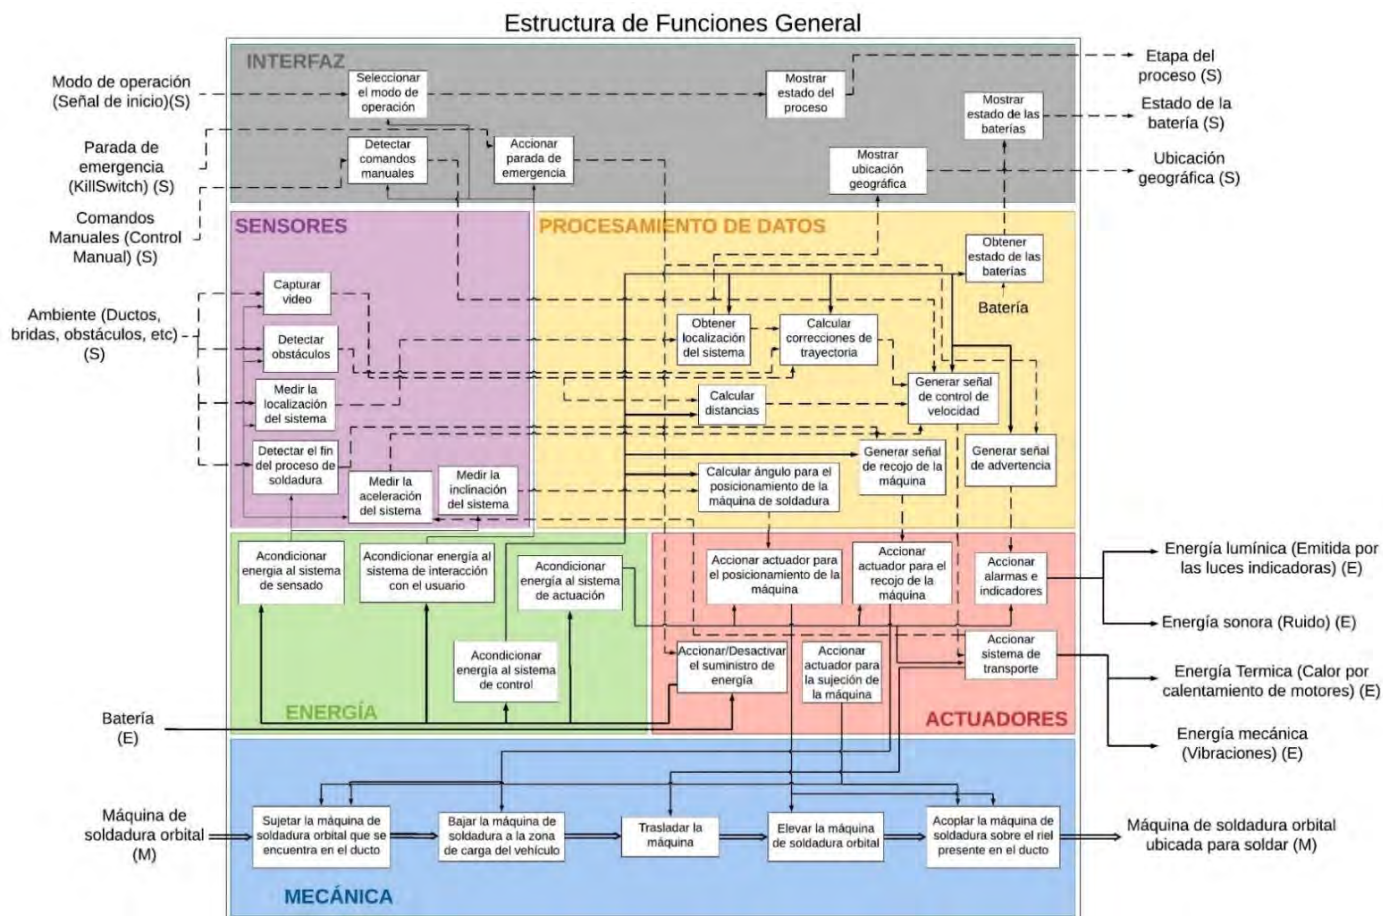 Estructura de Funciones General
INTERFAZ
Modo de operación
(Señal de inicio)(S)
Parada de
emergencia
(KillSwitch) (S)
Comandos
Manuales (Control
Manual) (S)
Seleccionar
el modo de
operación
Detectar
comandos
manuales
Accionar
parada de
emergencia
Mostrar
estado del
proceso
Mostrar
estado de las
baterías
Mostrar
ubicación
geográfica
Etapa del
proceso (S)
Estado de la
batería (S)
Ubicación
geográfica (S)
SENSORES
Ambiente (Ductos,
bridas, obstáculos, etc)
(S)
Capturar
video
Detectar
obstáculos
Medir la
localización
del sistema
Detectar el fin
del proceso de
soldadura
Medir la
aceleración
del sistema
Medir la
inclinación
del sistema
PROCESAMIENTO DE DATOS
Obtener
estado de las
baterías
Batería
Obtener
localización
del sistema
Calcular
correcciones de
trayectoria
Calcular
distancias
Generar señal
de control de
velocidad
Calcular ángulo para el
posicionamiento de la
máquina de soldadura
Generar señal
de recojo de la
máquina
Generar señal
de advertencia
Acondicionar
energia al sistema
de sensado
Acondicionar energía al
sistema de interacción
con el usuario
Acondicionar
energía al sistema
de actuación
Acondicionar
energía al sistema
de control
ENERGÍA
Batería
(E)
Accionar actuador para
el posicionamiento de la
máquina
Accionar
actuador para el
recojo de la
máquina
Accionar
alarmas e
indicadores
Accionar/Desactivar
el suministro de
energía
Accionar
actuador para
la sujeción de
la máquina
Accionar
sistema de
transporte
ACTUADORES
Energía lumínica (Emitida por
las luces indicadoras) (E)
Energía sonora (Ruido) (E)
Energía Termica (Calor por
calentamiento de motores) (E)
Energía mecánica
(Vibraciones) (E)
Máquina de
soldadura orbital
(M)
Sujetar la máquina de
soldadura orbital que se
encuentra en el ducto
Bajar la máquina de
soldadura a la zona
de carga del vehículo
Trasladar la
máquina
Elevar la máquina
de soldadura orbital
Acoplar la máquina de
soldadura sobre el riel
presente en el ducto
Máquina de soldadura orbital
ubicada para soldar (M)
MECÁNICA